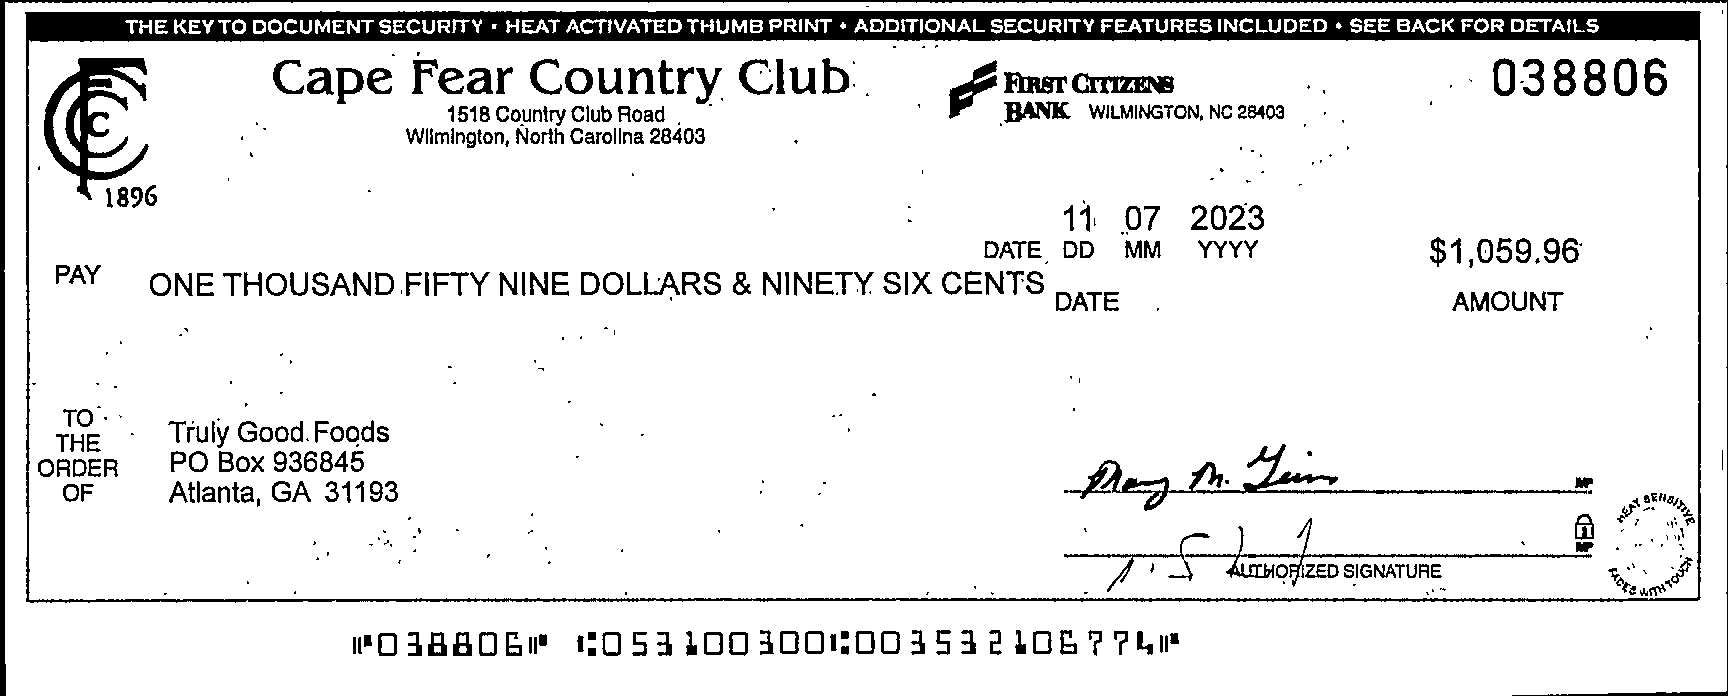 THE KEY TO DOCUMENT SECURITY • HEAT ACTIVATED THUMB PRINT • ADDITIONAL SECURITY FEATURES INCLUDED • SEE BACK FOR DETAILS
CFCC
1896
Cape Fear Country Club
1518 Country Club Road
Wilmington, North Carolina 28403
FIRST CITIZENS
BANK WILMINGTON, NC 28403
038806
11 07 2023
DATE DD MM YYYY
$1,059.96
PAY ONE THOUSAND FIFTY NINE DOLLARS & NINETY SIX CENTS
DATE
AMOUNT
TO
THE
ORDER
OF
Truly Good Foods
PO Box 936845
Atlanta, GA 31193
M.
MP
MP
AUTHORIZED SIGNATURE
HEAT SENSITIVE
FADES WITH TOUCH
⑈038806⑈ ⑆053100300⑆003532106774⑈